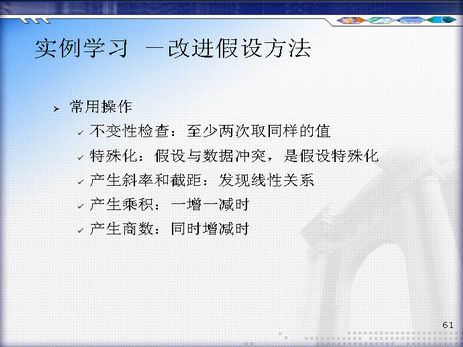 实例学习 －改进假设方法
常用操作
不变性检查：至少两次取同样的值
特殊化：假设与数据冲突，是假设特殊化
产生斜率和截距：发现线性关系
产生乘积：一增一减时
产生商数：同时增减时
61